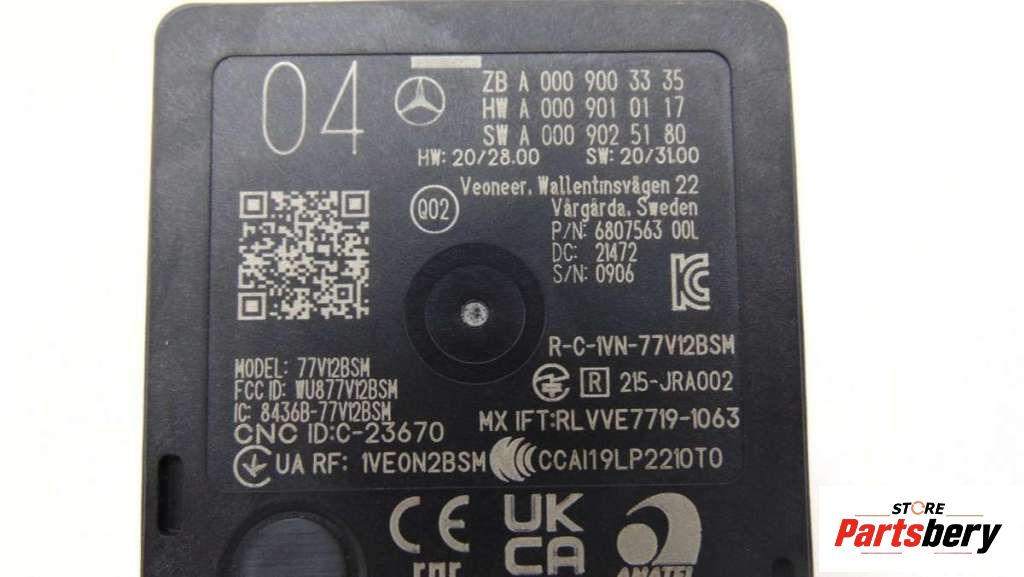 04
ZB A 000 900 33 35
HW A 000 901 01 17
SW A 000 902 51 80
HW: 20/28.00 SW: 20/31.00
Q02
Veoneer, Wallentinsvägen 22
Vårgårda, Sweden
P/N: 6807563 00L
DC: 21472
S/N: 0906
R-C-1VN-77V12BSM
MODEL: 77V12BSM
FCC ID: WU877V12BSM
IC: 8436B-77V12BSM
R 215-JRA002
CNC ID:C-23670
MX IFT:RLVVE7719-1063
UA RF: 1VEON2BSM
CCAI19LP2210T0
CE
UK
CA
ANATEL
STORE
Partsbery